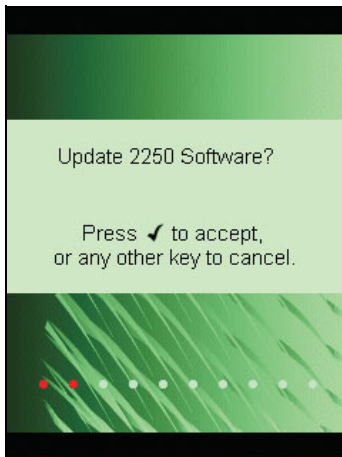 Update 2250 Software?
Press ✓ to accept,
or any other key to cancel.